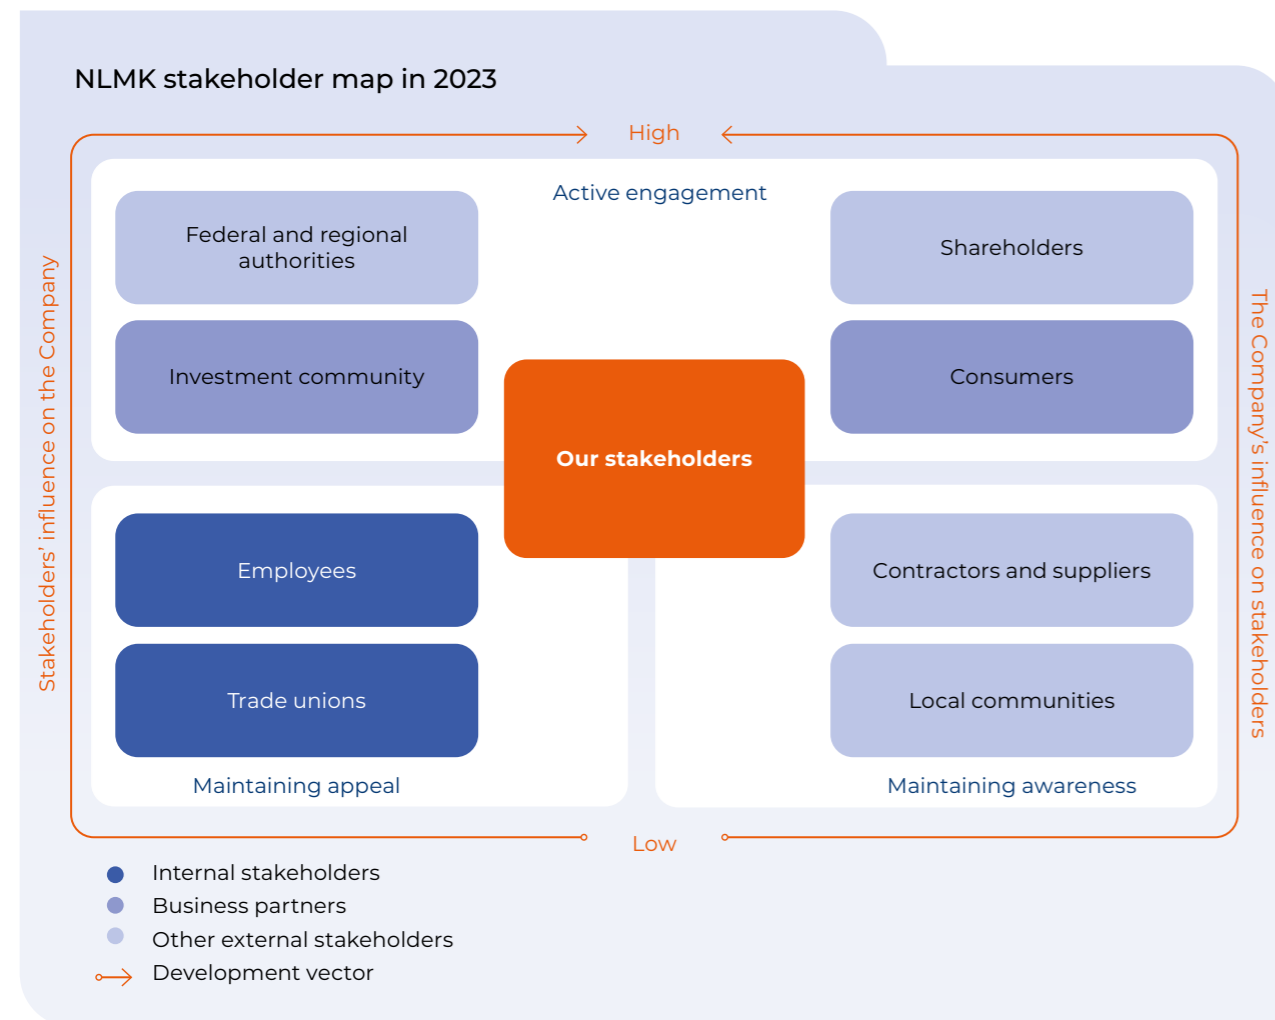 NLMK stakeholder map in 2023
High
Stakeholders’ influence on the Company
The Company’s influence on stakeholders
Active engagement
Federal and regional
authorities
Shareholders
Investment community
Consumers
Our stakeholders
Employees
Contractors and suppliers
Trade unions
Local communities
Maintaining appeal
Maintaining awareness
Low
Internal stakeholders
Business partners
Other external stakeholders
Development vector